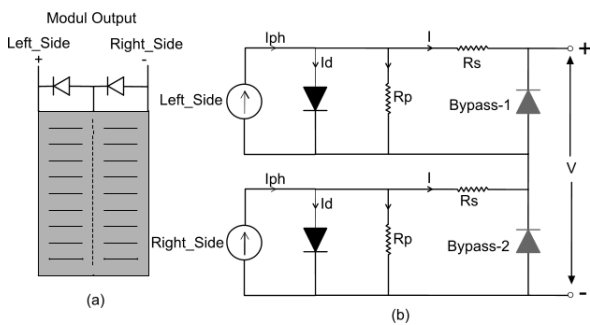 Modul Output
Left_Side
Right_Side
+
-
(a)
Iph
Id
I
Rs
+
Left_Side
Rp
Bypass-1
V
Iph
Id
I
Rs
Right_Side
Rp
Bypass-2
-
(b)